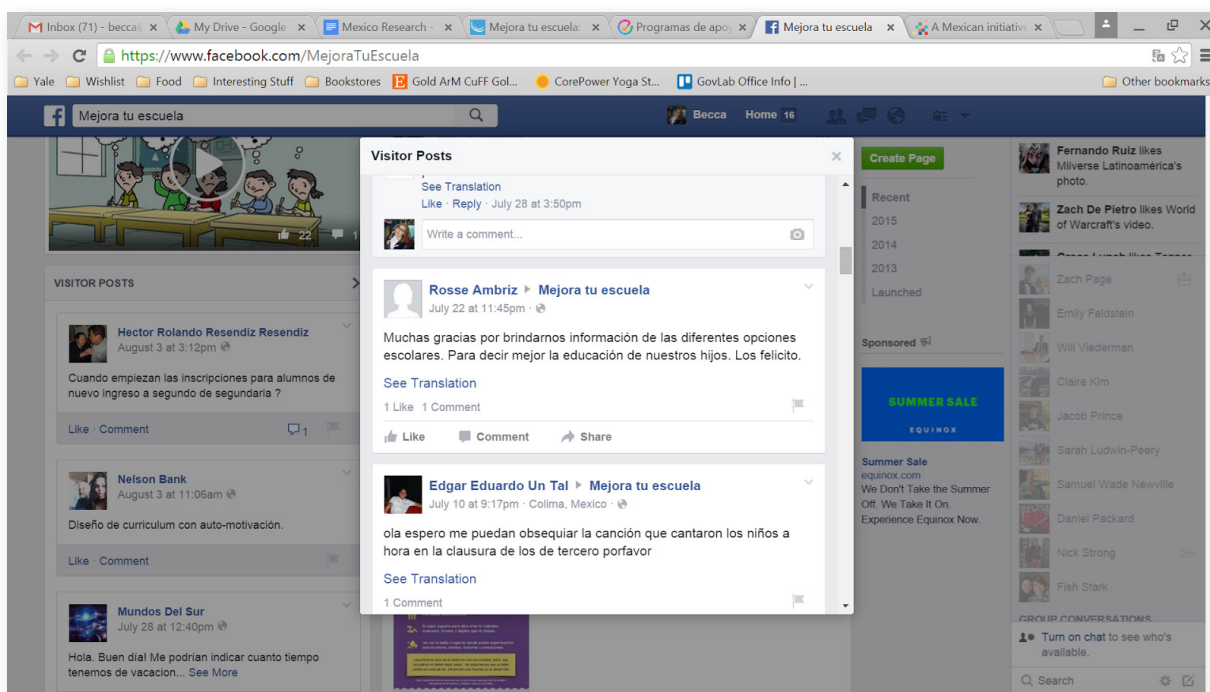 Inbox (71) - becca
My Drive - Google
Mexico Research -
Mejora tu escuela:
Programas de apo
Mejora tu escuela
A Mexican initiativ
https://www.facebook.com/MejoraTuEscuela
Yale Wishlist Food Interesting Stuff Bookstores Gold ArM CuFF Gol... CorePower Yoga St... GovLab Office Info | ... Other bookmarks
Mejora tu escuela
Becca Home 16
22
VISITOR POSTS
Hector Rolando Resendiz Resendiz
August 3 at 3:12pm
Cuando empiezan las inscripciones para alumnos de
nuevo ingreso a segundo de segundaria ?
Like · Comment 1
Nelson Bank
August 3 at 11:06am
Diseño de curriculum con auto-motivación.
Like · Comment
Mundos Del Sur
July 28 at 12:40pm
Hola. Buen día! Me podrían indicar cuanto tiempo
tenemos de vacacion... See More
Visitor Posts
See Translation
Like · Reply · July 28 at 3:50pm
Write a comment...
Rosse Ambriz Mejora tu escuela
July 22 at 11:45pm
Muchas gracias por brindarnos información de las diferentes opciones
escolares. Para decir mejor la educación de nuestros hijos. Los felicito.
See Translation
1 Like 1 Comment
Like Comment Share
Edgar Eduardo Un Tal Mejora tu escuela
July 10 at 9:17pm · Colima, Mexico
ola espero me puedan obsequiar la canción que cantaron los niños a
hora en la clausura de los de tercero porfavor
See Translation
1 Comment
Create Page
Recent
2015
2014
2013
Launched
Sponsored
SUMMER SALE
EQUINOX
Summer Sale
equinox.com
We Don't Take the Summer
Off. We Take It On.
Experience Equinox Now.
Fernando Ruiz likes
Miiverse Latinoamérica's
photo.
Zach De Pietro likes World
of Warcraft's video.
Zach Page
Emily Feldstein
Will Viederman
Claire Kim
Jacob Prince
Sarah Ludwin-Peery
Samuel Wade Newville
Daniel Packard
Nick Strong 2m
Fish Stark
GROUP CONVERSATIONS
Turn on chat to see who's
available.
Search